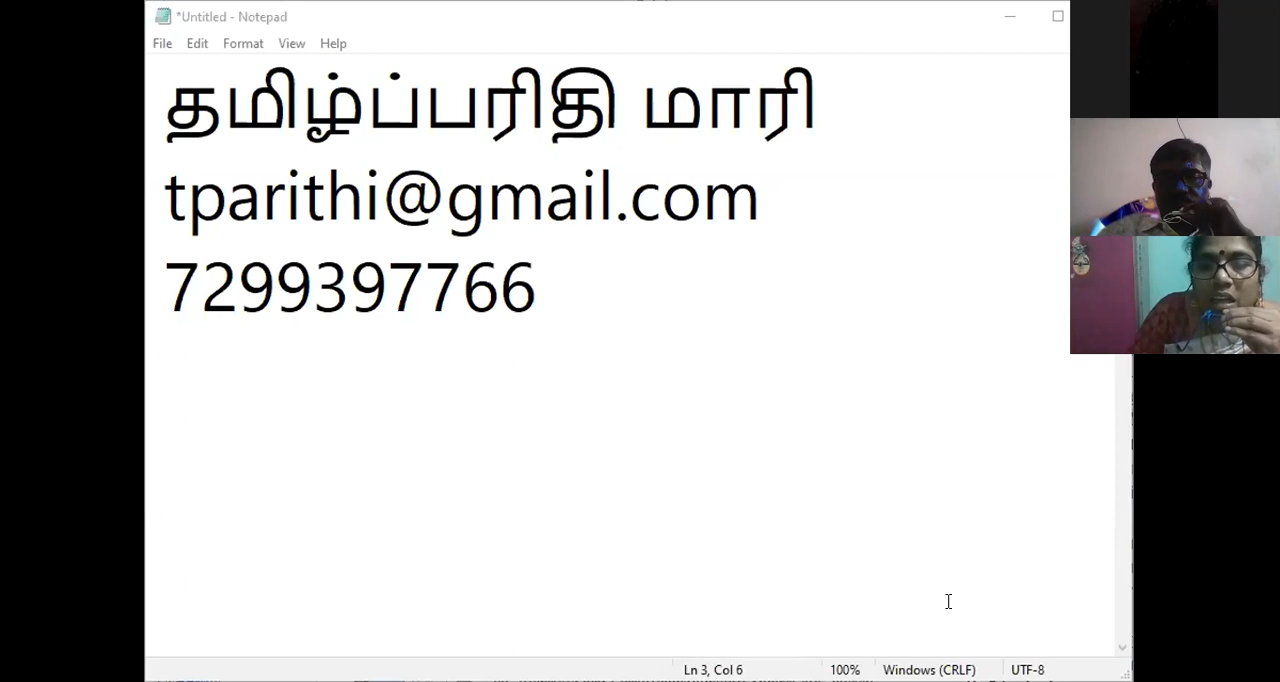 *Untitled - Notepad
File Edit Format View Help
தமிழ்ப்பரிதி மாரி
tparithi@gmail.com
7299397766
Ln 3, Col 6 100% Windows (CRLF) UTF-8